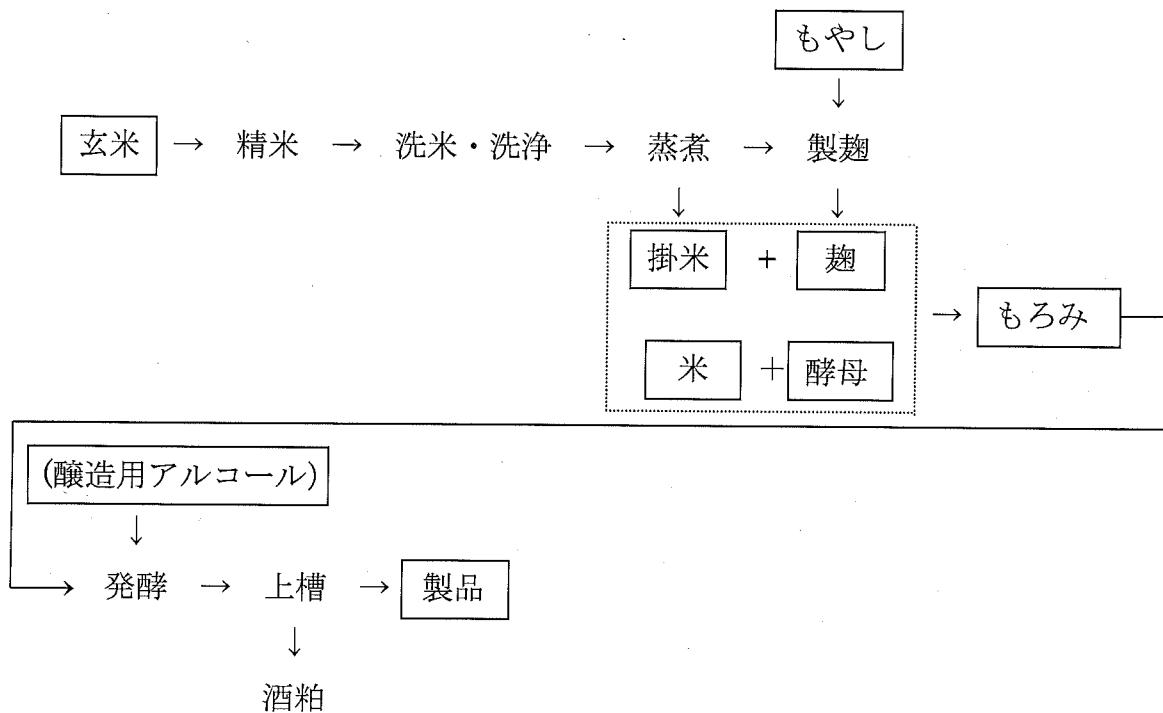 もやし
玄米 → 精米 → 洗米・洗浄 → 蒸煮 → 製麹
掛米 + 麹
→ もろみ
米 + 酵母
(醸造用アルコール)
発酵 → 上槽 → 製品
酒粕